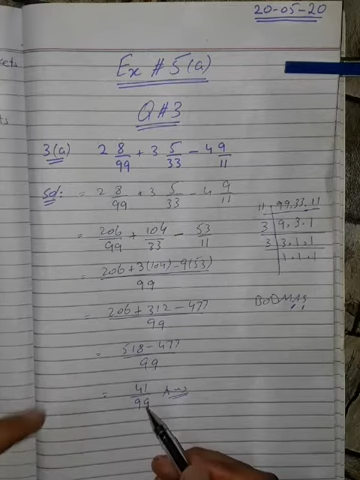 20-05-20
Ex # 5(a)
Q#3
3(a) 2 8/99 + 3 5/33 - 4 9/11
Sol: = 2 8/99 + 3 5/33 - 4 9/11
= 206/99 + 104/33 - 53/11
= 206+3(104)-9(53)/99
= 206+312-477/99
= 518-477/99
= 41/99 Ans
11 | 99,33,11
3 | 9,3,1
3 | 3,1,1
1,1,1
BODMAS